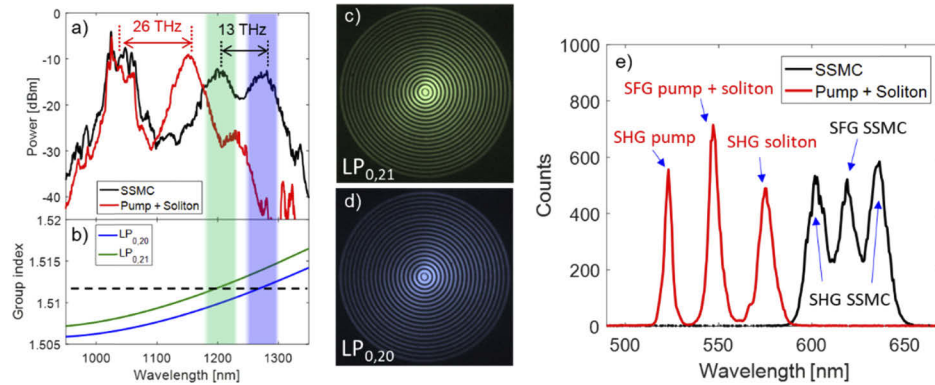 a)
26 THz
13 THz
0
-10
-20
-30
-40
Power [dBm]
SSMC
Pump + Soliton
b)
1.52
1.515
1.51
1.505
Group index
LP0,20
LP0,21
1000
1100
1200
1300
Wavelength [nm]
c)
LP0,21
d)
LP0,20
e)
1000
800
600
400
200
0
Counts
SSMC
Pump + Soliton
SFG pump + soliton
SHG pump
SHG soliton
SFG SSMC
SHG SSMC
500
550
600
650
Wavelength [nm]